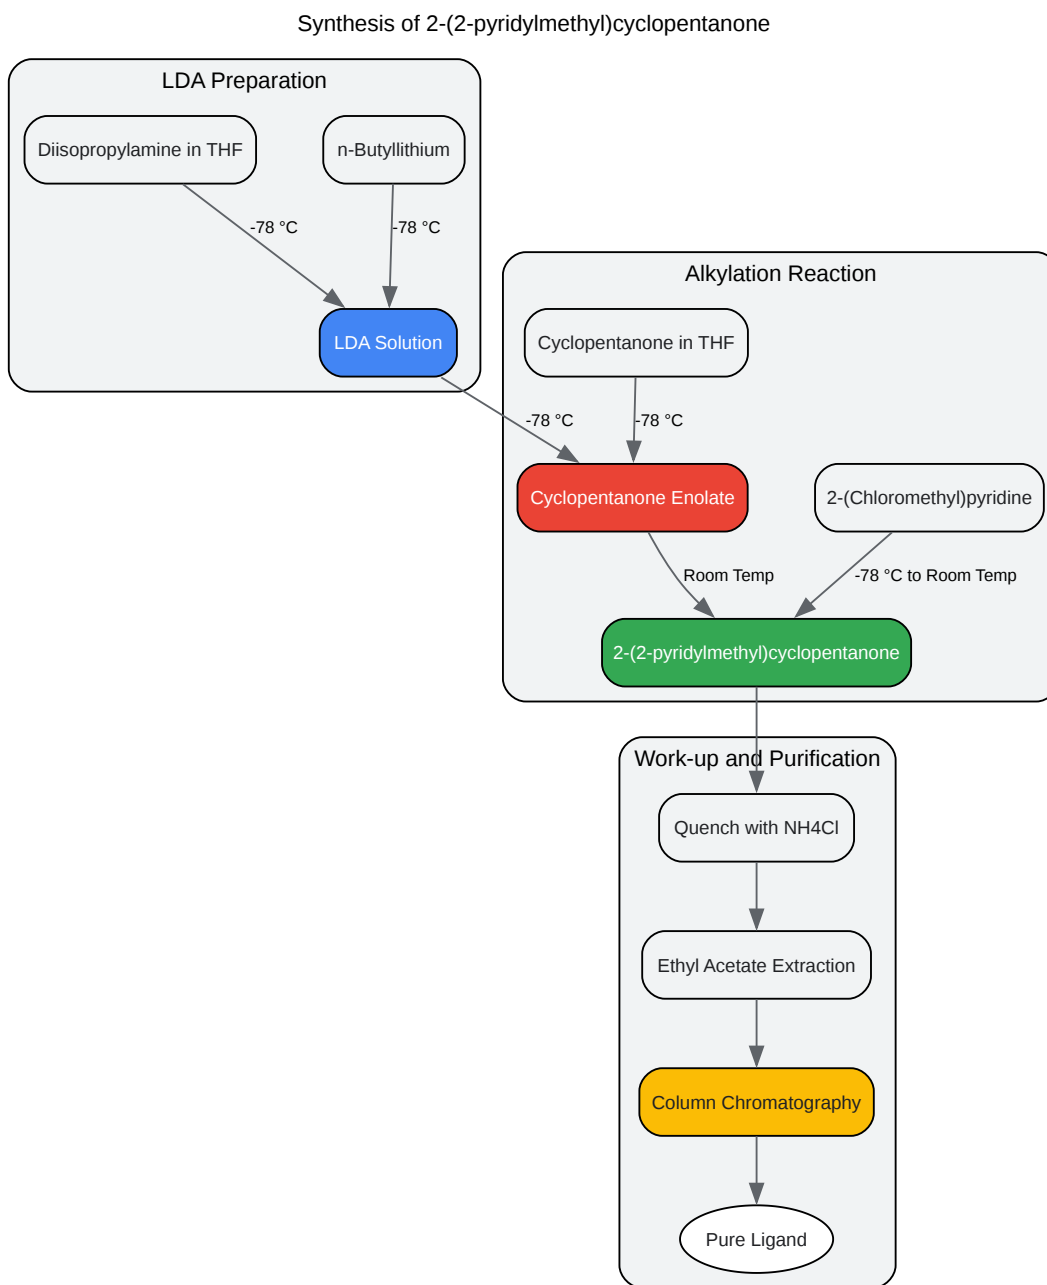 Synthesis of 2-(2-pyridylmethyl)cyclopentanone
LDA Preparation
Diisopropylamine in THF
n-Butyllithium
-78 °C
-78 °C
LDA Solution
Alkylation Reaction
Cyclopentanone in THF
-78 °C
-78 °C
Cyclopentanone Enolate
2-(Chloromethyl)pyridine
Room Temp
-78 °C to Room Temp
2-(2-pyridylmethyl)cyclopentanone
Work-up and Purification
Quench with NH4Cl
Ethyl Acetate Extraction
Column Chromatography
Pure Ligand